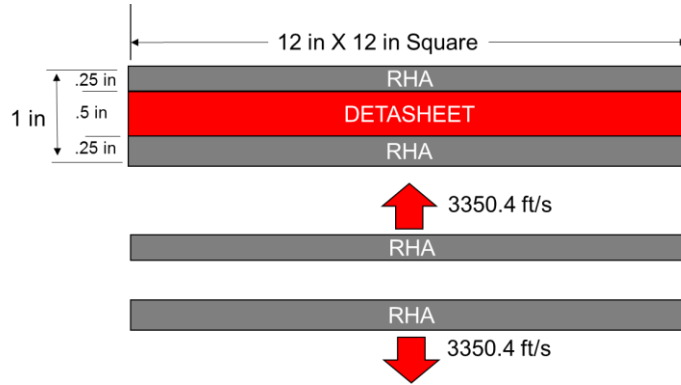 12 in X 12 in Square
.25 in
RHA
1 in
.5 in
DETASHEET
.25 in
RHA
3350.4 ft/s
RHA
RHA
3350.4 ft/s